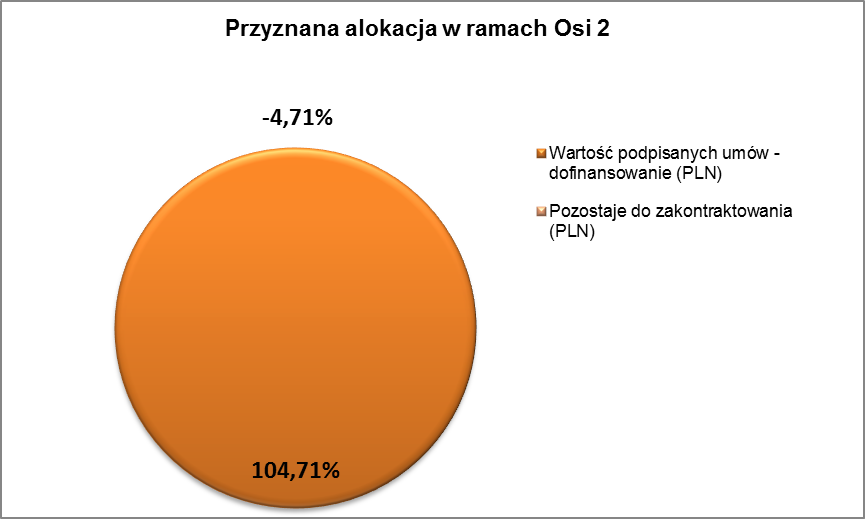 Przyznana alokacja w ramach Osi 2
-4,71%
Wartość podpisanych umów -
dofinansowanie (PLN)
Pozostaje do zakontraktowania
(PLN)
104,71%